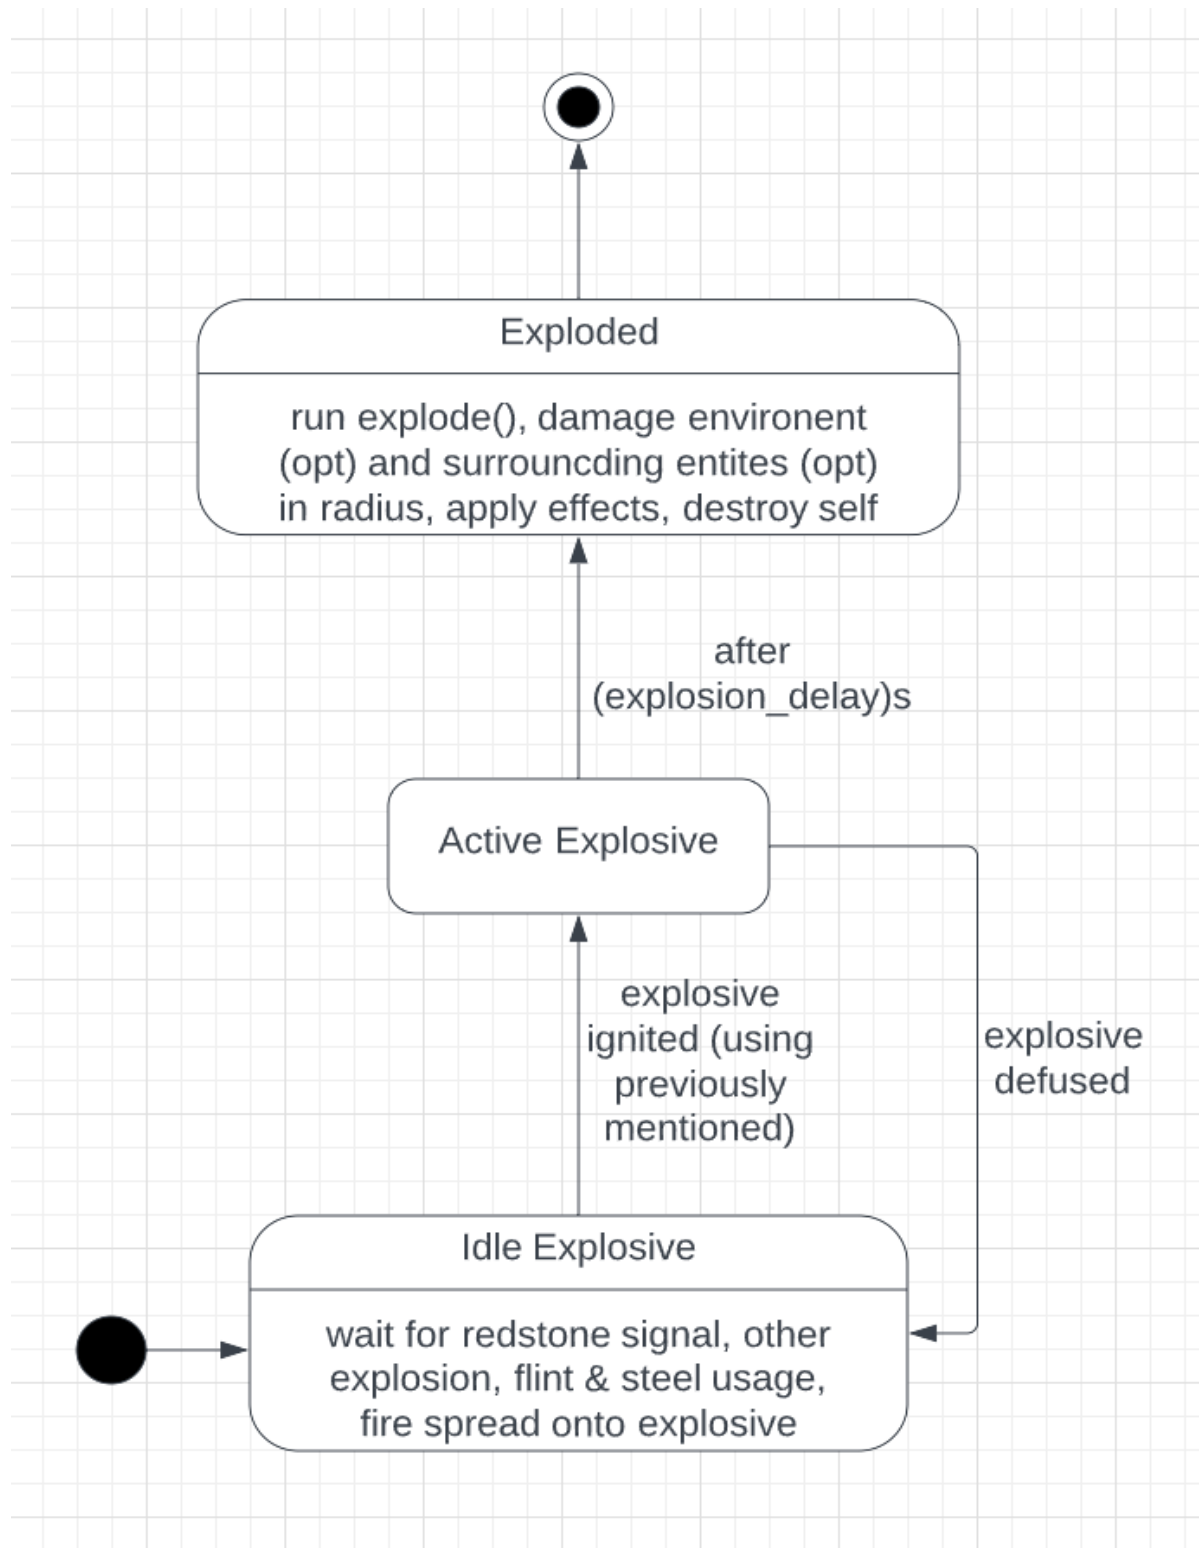 Exploded
run explode(), damage environent
(opt) and surrouncding entites (opt)
in radius, apply effects, destroy self
after
(explosion_delay)s
Active Explosive
explosive
ignited (using
previously
mentioned)
explosive
defused
Idle Explosive
wait for redstone signal, other
explosion, flint & steel usage,
fire spread onto explosive